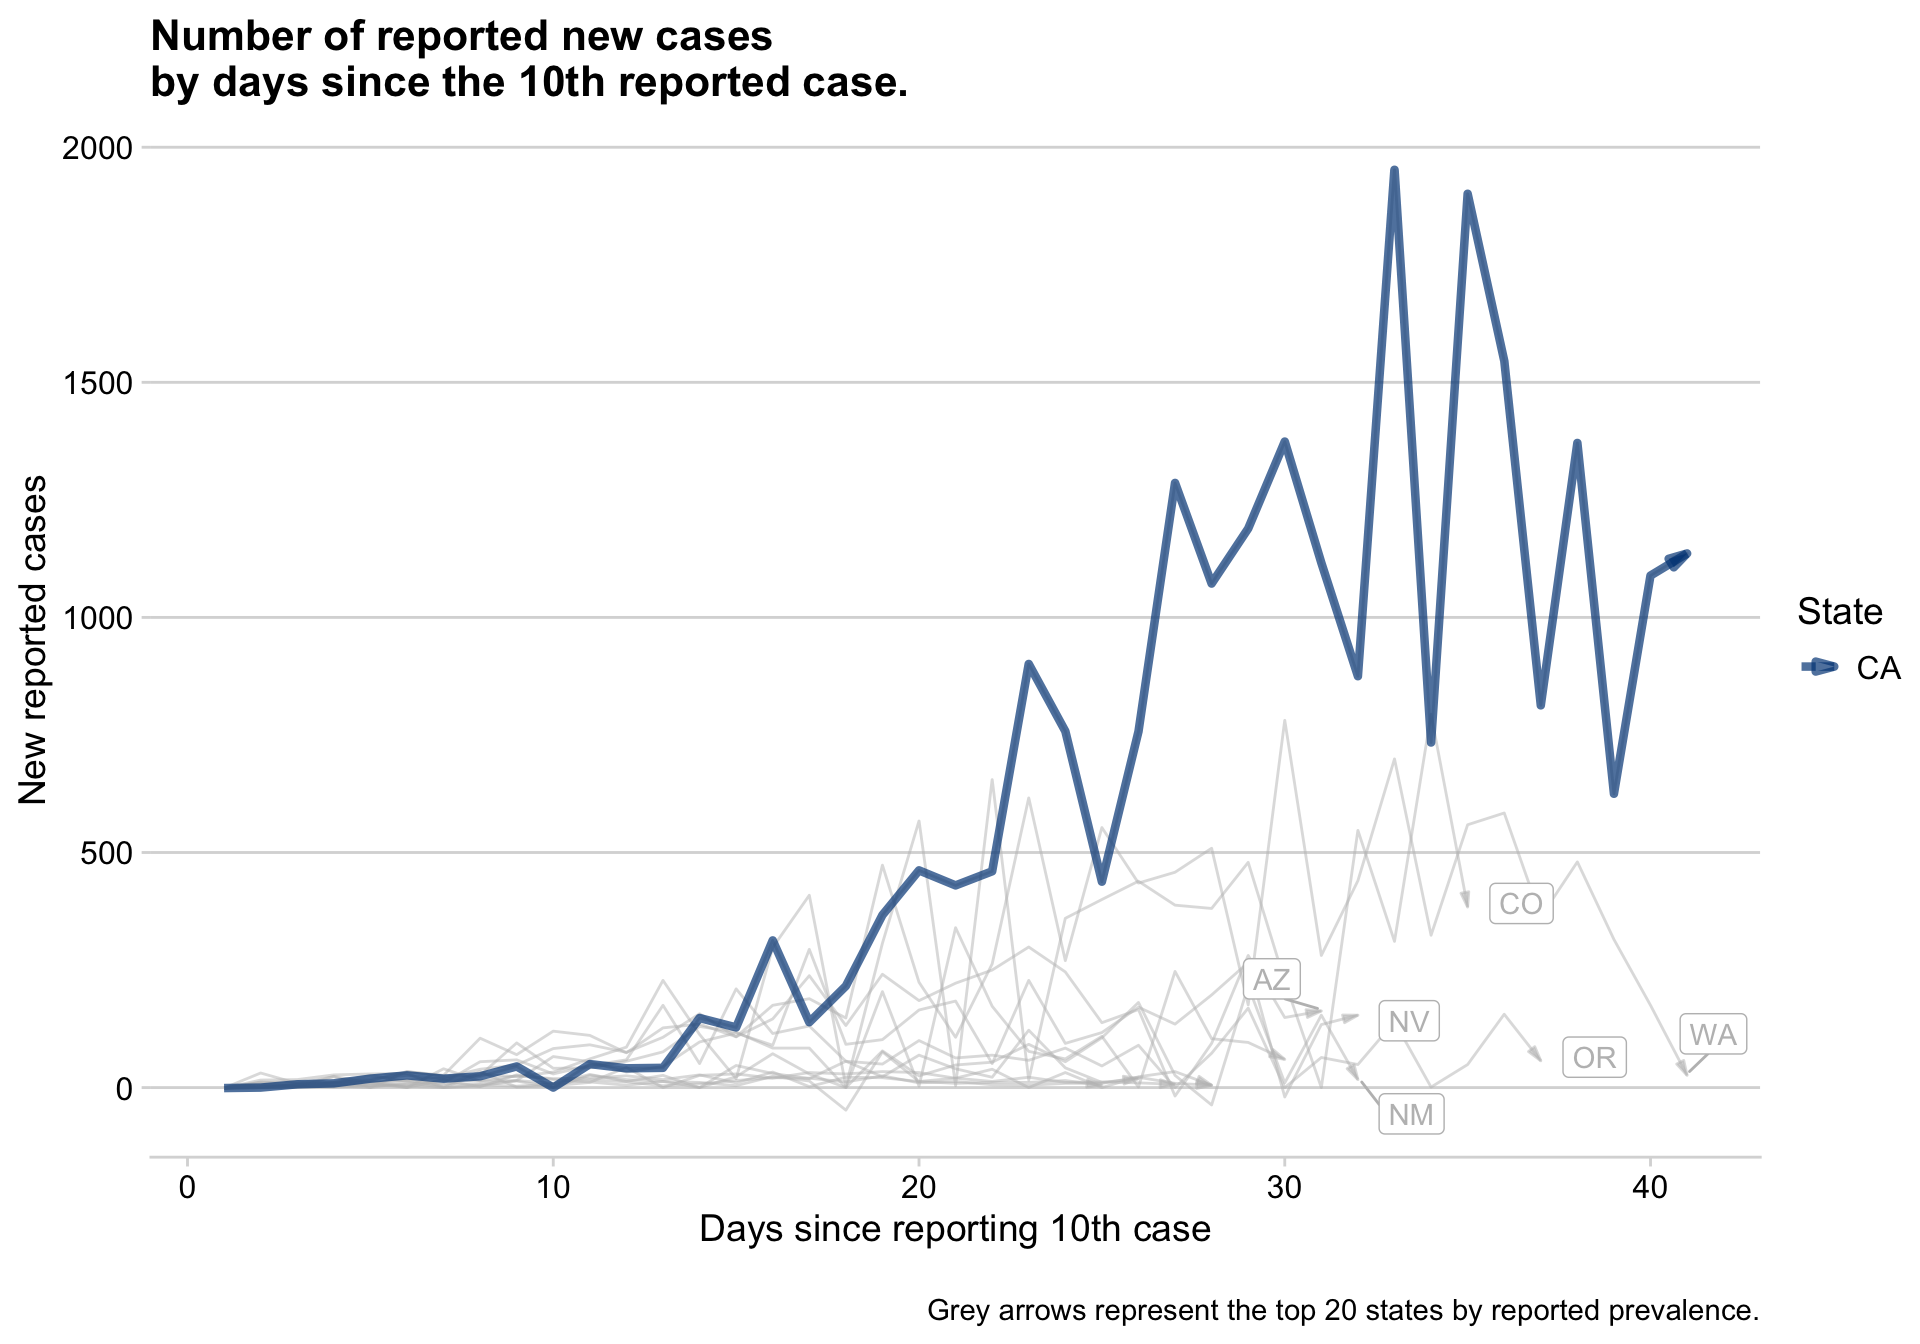 Number of reported new cases
by days since the 10th reported case.
2000
1500
1000
500
0
New reported cases
CO
AZ
NV
OR
WA
NM
State
CA
0 10 20 30 40
Days since reporting 10th case
Grey arrows represent the top 20 states by reported prevalence.